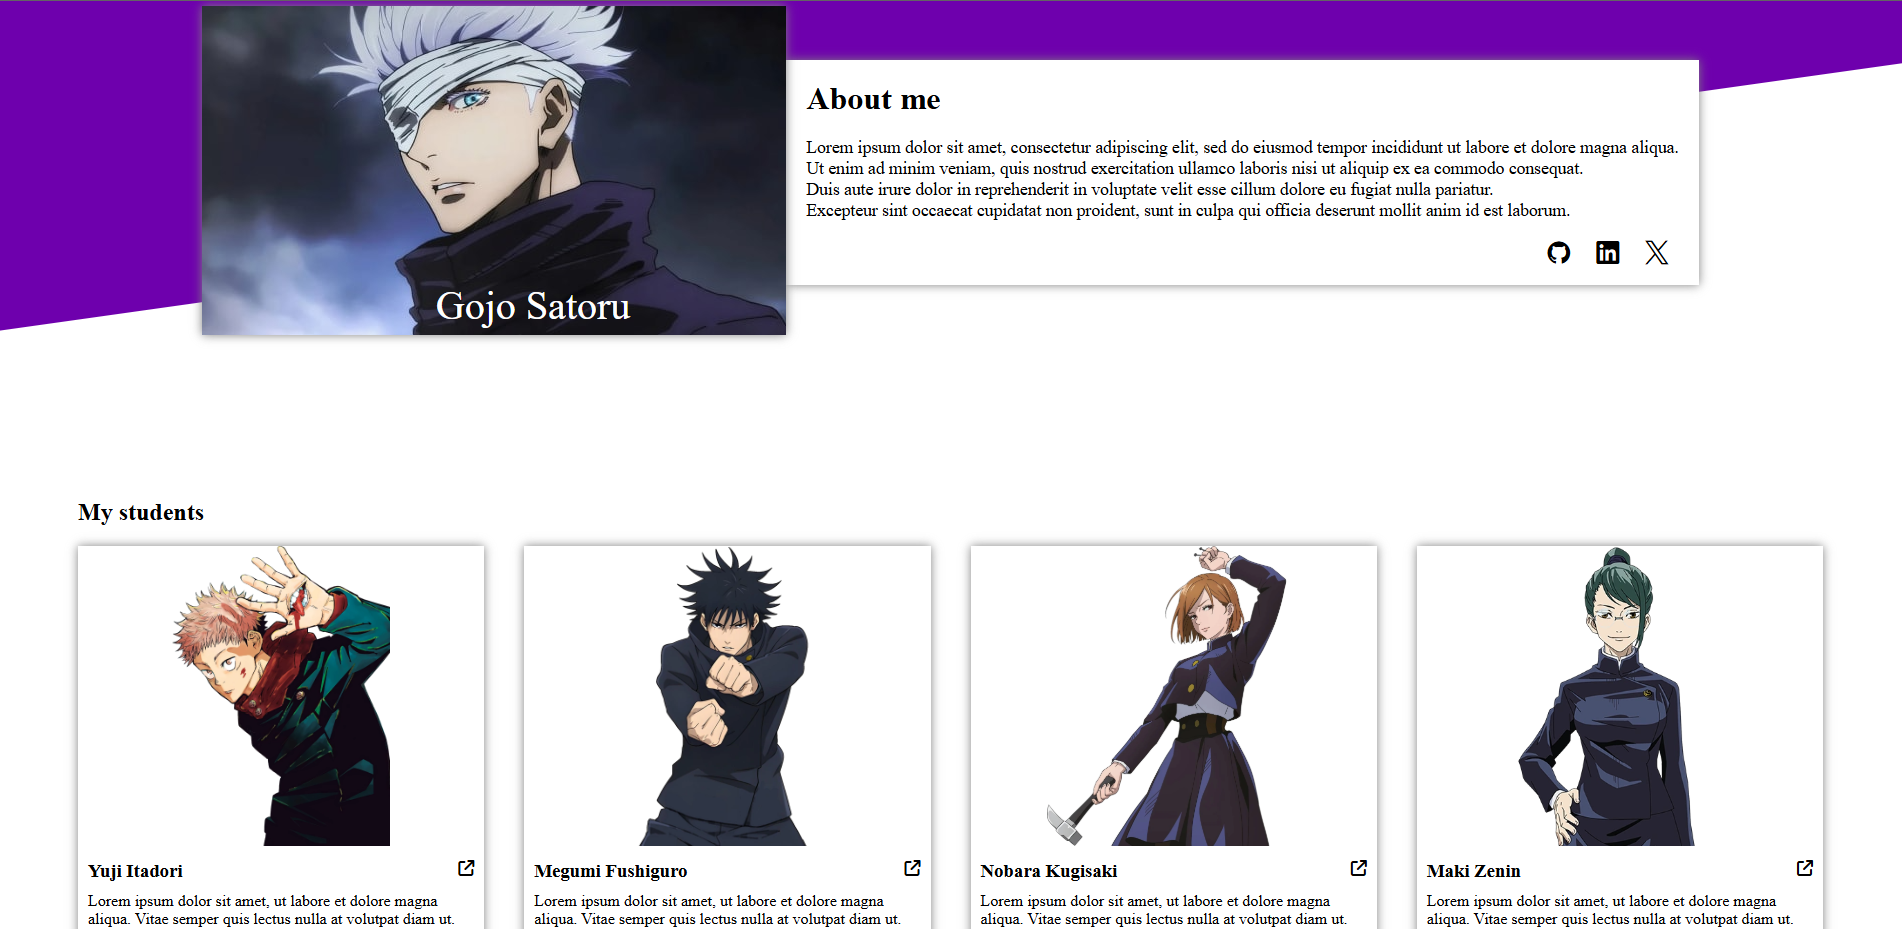 Gojo Satoru
About me
Lorem ipsum dolor sit amet, consectetur adipiscing elit, sed do eiusmod tempor incididunt ut labore et dolore magna aliqua.
Ut enim ad minim veniam, quis nostrud exercitation ullamco laboris nisi ut aliquip ex ea commodo consequat.
Duis aute irure dolor in reprehenderit in voluptate velit esse cillum dolore eu fugiat nulla pariatur.
Excepteur sint occaecat cupidatat non proident, sunt in culpa qui officia deserunt mollit anim id est laborum.
My students
Yuji Itadori
Lorem ipsum dolor sit amet, ut labore et dolore magna
aliqua. Vitae semper quis lectus nulla at volutpat diam ut.
Megumi Fushiguro
Lorem ipsum dolor sit amet, ut labore et dolore magna
aliqua. Vitae semper quis lectus nulla at volutpat diam ut.
Nobara Kugisaki
Lorem ipsum dolor sit amet, ut labore et dolore magna
aliqua. Vitae semper quis lectus nulla at volutpat diam ut.
Maki Zenin
Lorem ipsum dolor sit amet, ut labore et dolore magna
aliqua. Vitae semper quis lectus nulla at volutpat diam ut.